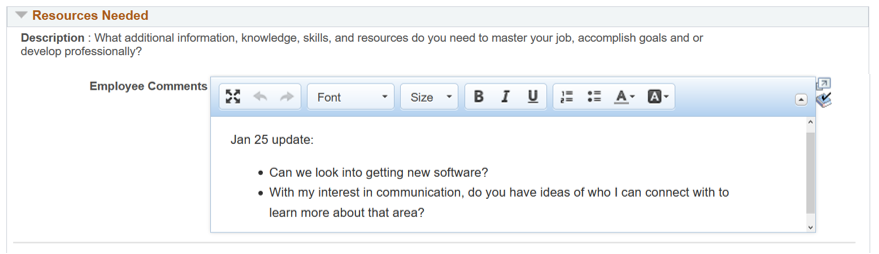 Resources Needed
Description : What additional information, knowledge, skills, and resources do you need to master your job, accomplish goals and or
develop professionally?
Employee Comments
Font Size B I U A A
Jan 25 update:
• Can we look into getting new software?
• With my interest in communication, do you have ideas of who I can connect with to
learn more about that area?